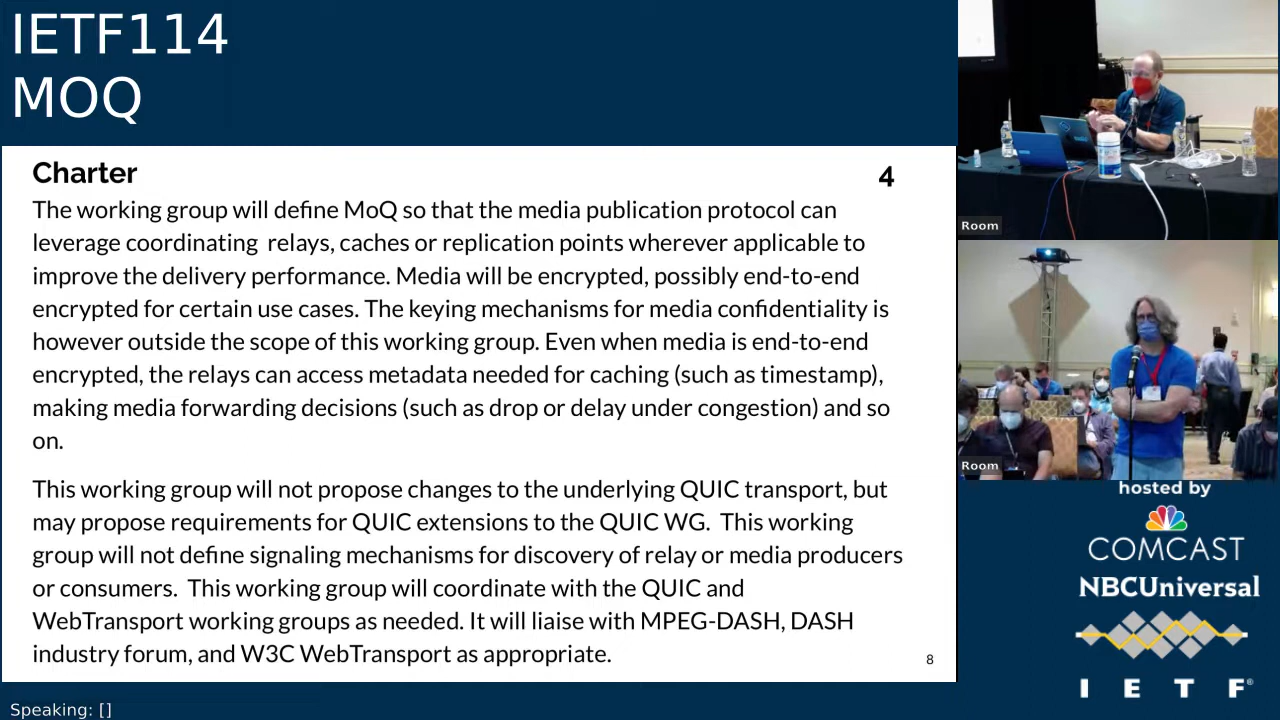 IETF114
MOQ
Charter 4
The working group will define MoQ so that the media publication protocol can
leverage coordinating  relays, caches or replication points wherever applicable to
improve the delivery performance. Media will be encrypted, possibly end-to-end
encrypted for certain use cases. The keying mechanisms for media confidentiality is
however outside the scope of this working group. Even when media is end-to-end
encrypted, the relays can access metadata needed for caching (such as timestamp),
making media forwarding decisions (such as drop or delay under congestion) and so
on.
This working group will not propose changes to the underlying QUIC transport, but
may propose requirements for QUIC extensions to the QUIC WG.  This working
group will not define signaling mechanisms for discovery of relay or media producers
or consumers.  This working group will coordinate with the QUIC and
WebTransport working groups as needed. It will liaise with MPEG-DASH, DASH
industry forum, and W3C WebTransport as appropriate.
8
Speaking: []
Room
Room
hosted by
COMCAST
NBCUniversal
I E T F®